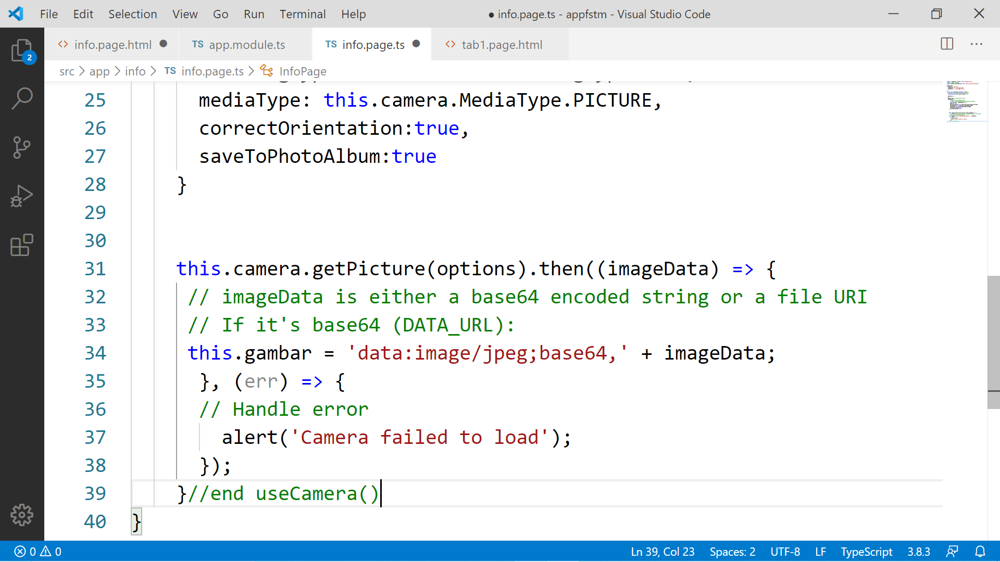 File Edit Selection View Go Run Terminal Help ● info.page.ts - appfstm - Visual Studio Code
2
<> info.page.html ● TS app.module.ts TS info.page.ts ● <> tab1.page.html
src > app > info > TS info.page.ts > InfoPage
25 mediaType: this.camera.MediaType.PICTURE,
26 correctOrientation:true,
27 saveToPhotoAlbum:true
28 }
29
30
31 this.camera.getPicture(options).then((imageData) => {
32 // imageData is either a base64 encoded string or a file URI
33 // If it's base64 (DATA_URL):
34 this.gambar = 'data:image/jpeg;base64,' + imageData;
35 }, (err) => {
36 // Handle error
37 alert('Camera failed to load');
38 });
39 }//end useCamera()
40 }
0 0 Ln 39, Col 23 Spaces: 2 UTF-8 LF TypeScript 3.8.3